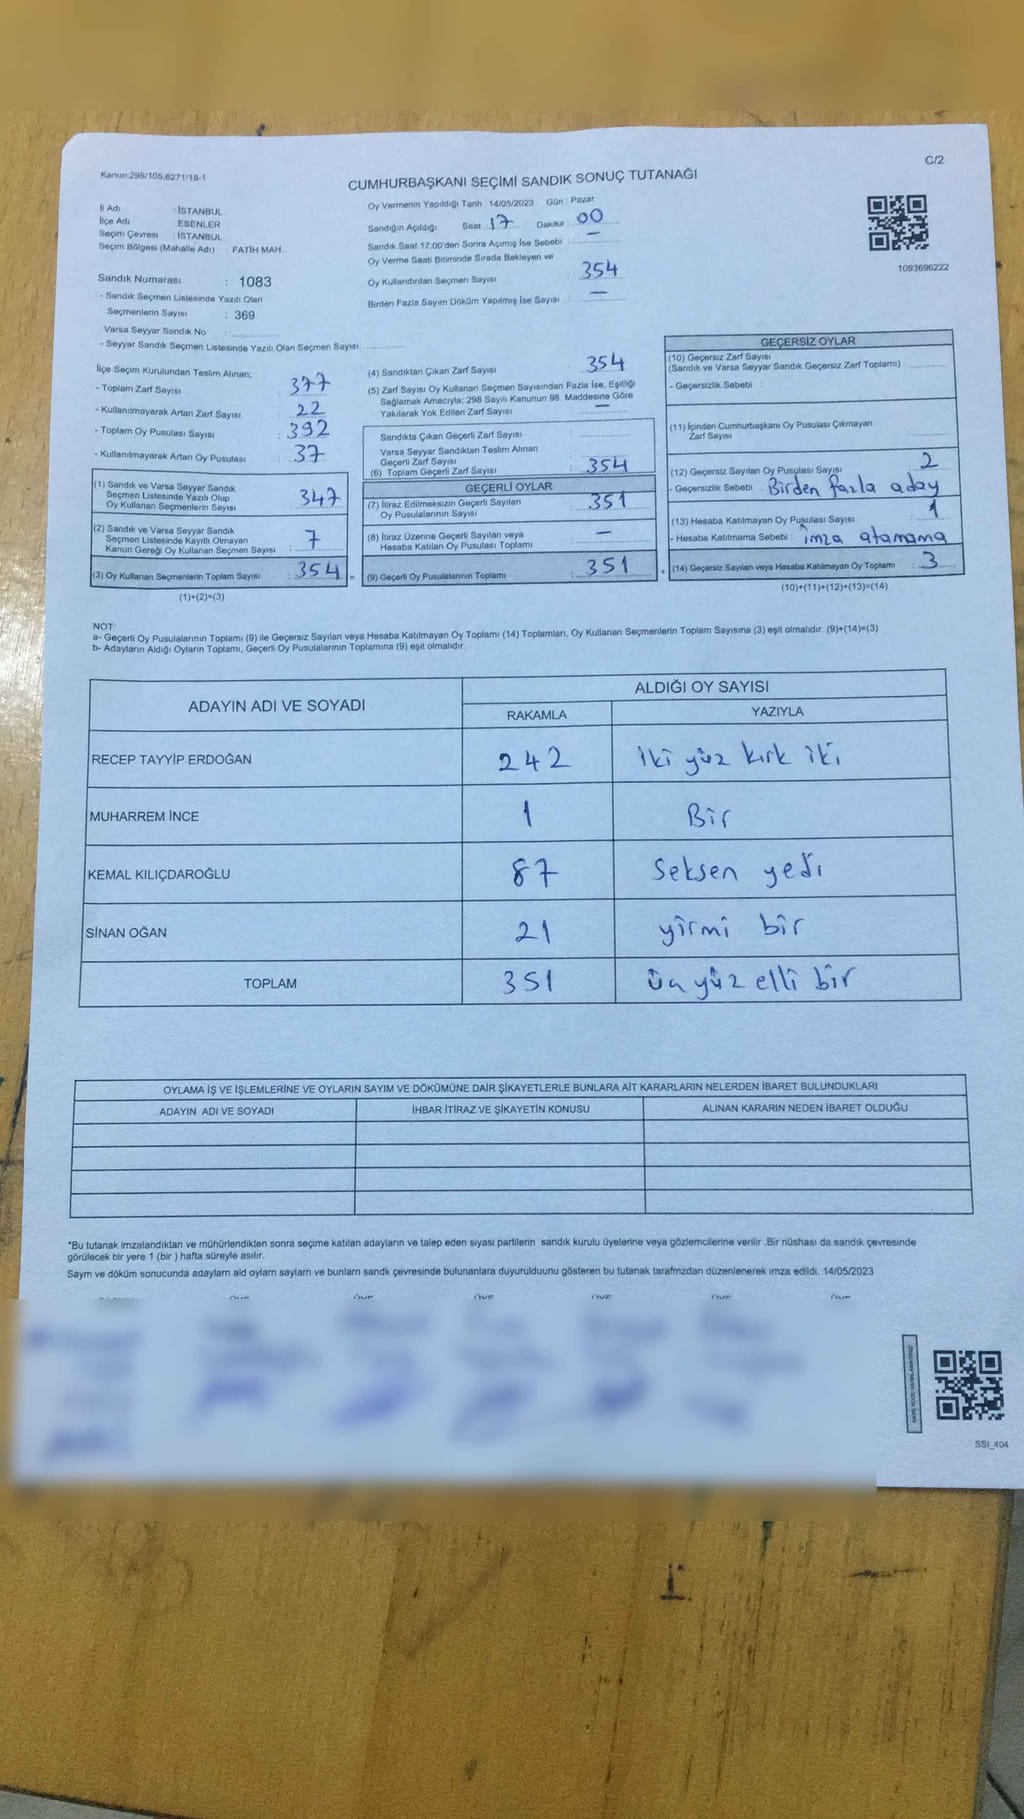 C/2
Kanun;298/105;6271/16-1
CUMHURBAŞKANI SEÇİMİ SANDIK SONUÇ TUTANAĞI
İl Adı : İSTANBUL
İlçe Adı : ESENLER
Seçim Çevresi : İSTANBUL
Seçim Bölgesi (Mahalle Adı) : FATİH MAH.
Oy Vermenin Yapıldığı Tarih : 14/05/2023 Gün : Pazar
Sandığın Açıldığı Saat : 17 Dakika : 00
Sandık Saat 17:00'den Sonra Açımış İse Sebebi : —
Oy Verme Saati Bitiminde Sırada Bekleyen ve
Oy Kullandırılan Seçmen Sayısı : 354
Birden Fazla Sayım Döküm Yapılmış İse Sayısı : —
1093696222
Sandık Numarası : 1083
- Sandık Seçmen Listesinde Yazılı Olan
Seçmenlerin Sayısı : 369
Varsa Seyyar Sandık No :
- Seyyar Sandık Seçmen Listesinde Yazılı Olan Seçmen Sayısı:
İlçe Seçim Kurulundan Teslim Alınan;
- Toplam Zarf Sayısı : 377
- Kullanılmayarak Artan Zarf Sayısı : 22
- Toplam Oy Pusulası Sayısı : 392
- Kullanılmayarak Artan Oy Pusulası : 37
(1) Sandık ve Varsa Seyyar Sandık
Seçmen Listesinde Yazılı Olup
Oy Kullanan Seçmenlerin Sayısı : 347
(2) Sandık ve Varsa Seyyar Sandık
Seçmen Listesinde Kayıtlı Olmayan
Kanun Gereği Oy Kullanan Seçmen Sayısı : 7
(3) Oy Kullanan Seçmenlerin Toplam Sayısı : 354 =
(1)+(2)=(3)
(4) Sandıktan Çıkan Zarf Sayısı : 354
(5) Zarf Sayısı Oy Kullanan Seçmen Sayısından Fazla İse, Eşitliği
Sağlamak Amacıyla; 298 Sayılı Kanunun 98. Maddesine Göre
Yakılarak Yok Edilen Zarf Sayısı : —
Sandıkta Çıkan Geçerli Zarf Sayısı :
Varsa Seyyar Sandıktan Teslim Alınan
Geçerli Zarf Sayısı :
(6) Toplam Geçerli Zarf Sayısı : 354
GEÇERLİ OYLAR
(7) İtiraz Edilmeksizin Geçerli Sayılan
Oy Pusulalarının Sayısı : 351
(8) İtiraz Üzerine Geçerli Sayılan veya
Hesaba Katılan Oy Pusulası Toplamı : —
(9) Geçerli Oy Pusulalarının Toplamı : 351 +
GEÇERSİZ OYLAR
(10) Geçersiz Zarf Sayısı
(Sandık ve Varsa Seyyar Sandık Geçersiz Zarf Toplamı) :
- Geçersizlik Sebebi :
(11) İçinden Cumhurbaşkanı Oy Pusulası Çıkmayan
Zarf Sayısı :
(12) Geçersiz Sayılan Oy Pusulası Sayısı : 2
- Geçersizlik Sebebi : Birden fazla aday
(13) Hesaba Katılmayan Oy Pusulası Sayısı : 1
- Hesaba Katılmama Sebebi : imza atamama
(14) Geçersiz Sayılan veya Hesaba Katılmayan Oy Toplamı : 3
(10)+(11)+(12)+(13)=(14)
NOT:
a- Geçerli Oy Pusulalarının Toplamı (9) ile Geçersiz Sayılan veya Hesaba Katılmayan Oy Toplamı (14) Toplamları, Oy Kullanan Seçmenlerin Toplam Sayısına (3) eşit olmalıdır. (9)+(14)=(3)
b- Adayların Aldığı Oyların Toplamı, Geçerli Oy Pusulalarının Toplamına (9) eşit olmalıdır.
ADAYIN ADI VE SOYADI ALDIĞI OY SAYISI
RAKAMLA YAZIYLA
RECEP TAYYİP ERDOĞAN 242 iki yüz kırk iki
MUHARREM İNCE 1 Bir
KEMAL KILIÇDAROĞLU 87 Seksen yedi
SİNAN OĞAN 21 yirmi bir
TOPLAM 351 üç yüz elli bir
OYLAMA İŞ VE İŞLEMLERİNE VE OYLARIN SAYIM VE DÖKÜMÜNE DAİR ŞİKAYETLERLE BUNLARA AİT KARARLARIN NELERDEN İBARET BULUNDUKLARI
ADAYIN ADI VE SOYADI İHBAR İTİRAZ VE ŞİKAYETİN KONUSU ALINAN KARARIN NEDEN İBARET OLDUĞU
*Bu tutanak imzalandıktan ve mühürlendikten sonra seçime katılan adayların ve talep eden siyasi partilerin sandık kurulu üyelerine veya gözlemcilerine verilir .Bir nüshası da sandık çevresinde
görülecek bir yere 1 (bir ) hafta süreyle asılır.
Saym ve döküm sonucunda adaylarn ald oylarn saylarn ve bunlarn sandk çevresinde bulunanlara duyurulduunu gösteren bu tutanak tarafmzdan düzenlenerek imza edildi. 14/05/2023
SSI_404